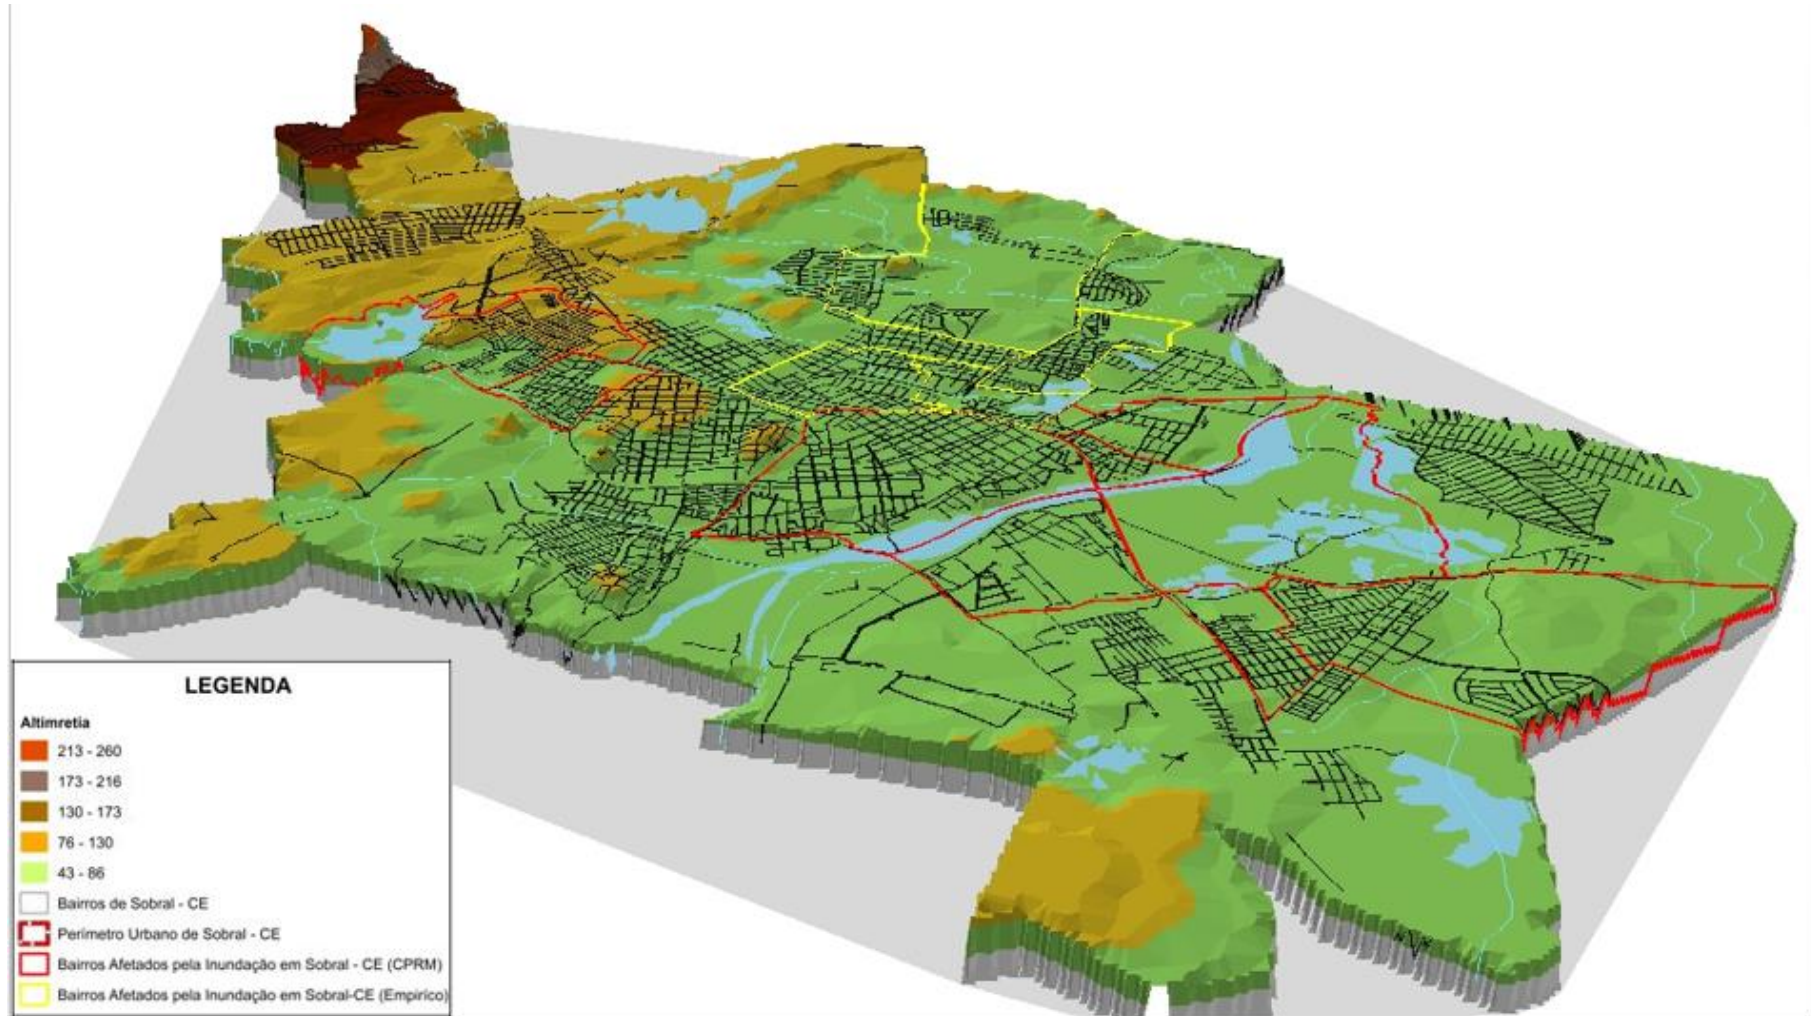 LEGENDA
Altimretia
213 - 260
173 - 216
130 - 173
76 - 130
43 - 86
Bairros de Sobral - CE
Perímetro Urbano de Sobral - CE
Bairros Afetados pela Inundação em Sobral - CE (CPRM)
Bairros Afetados pela Inundação em Sobral-CE (Empírico)